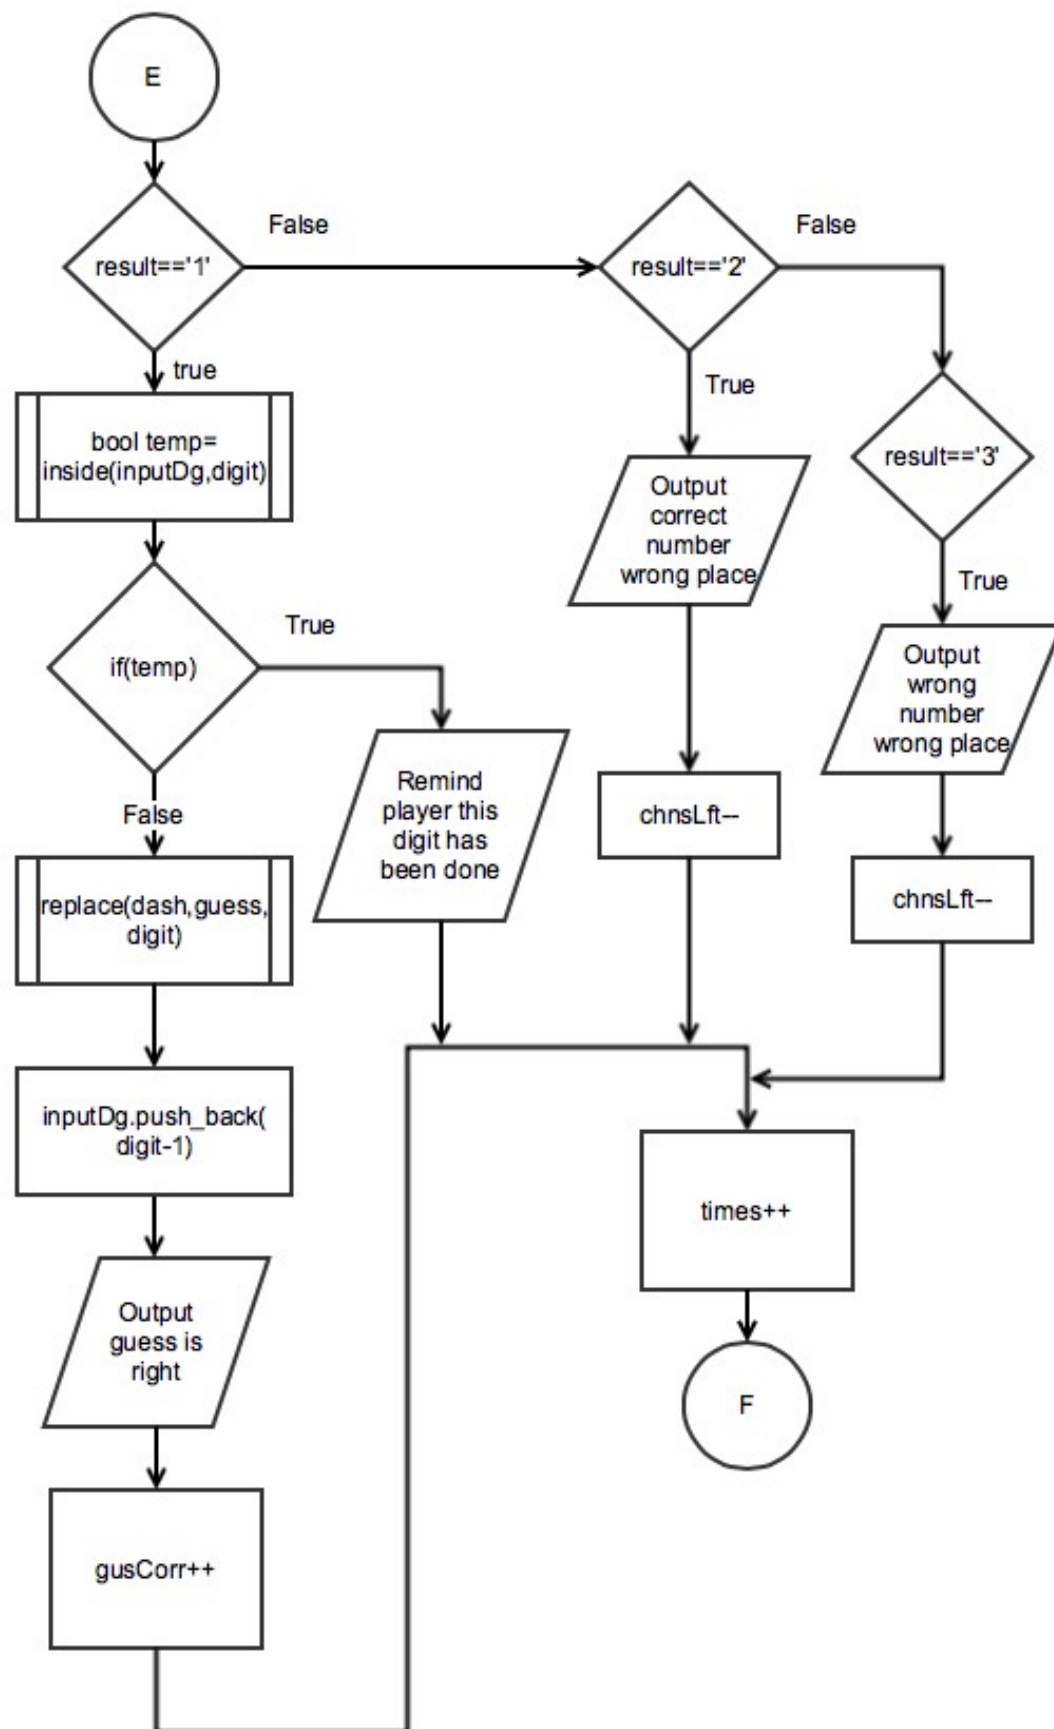 E
result=='1'
False
result=='2'
False
true
True
bool temp=
inside(inputDg,digit)
result=='3'
Output
correct
number
wrong place
True
if(temp)
True
Output
wrong
number
wrong place
Remind
player this
digit has
been done
chnsLft--
False
replace(dash,guess,
digit)
chnsLft--
inputDg.push_back(
digit-1)
times++
Output
guess is
right
F
gusCorr++